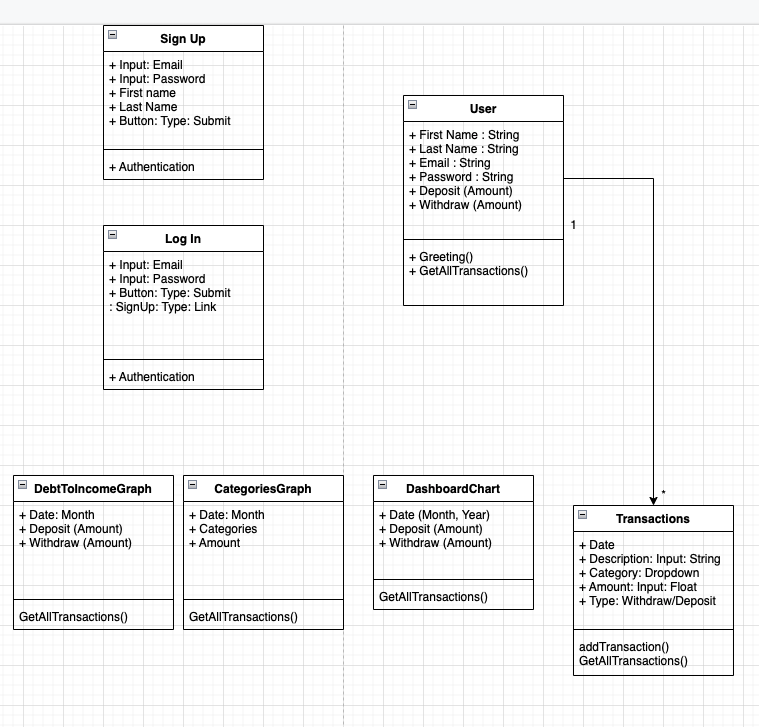 Sign Up
+ Input: Email
+ Input: Password
+ First name
+ Last Name
+ Button: Type: Submit
+ Authentication
Log In
+ Input: Email
+ Input: Password
+ Button: Type: Submit
: SignUp: Type: Link
+ Authentication
User
+ First Name : String
+ Last Name : String
+ Email : String
+ Password : String
+ Deposit (Amount)
+ Withdraw (Amount)
+ Greeting()
+ GetAllTransactions()
1
*
DebtToIncomeGraph
+ Date: Month
+ Deposit (Amount)
+ Withdraw (Amount)
GetAllTransactions()
CategoriesGraph
+ Date: Month
+ Categories
+ Amount
GetAllTransactions()
DashboardChart
+ Date (Month, Year)
+ Deposit (Amount)
+ Withdraw (Amount)
GetAllTransactions()
Transactions
+ Date
+ Description: Input: String
+ Category: Dropdown
+ Amount: Input: Float
+ Type: Withdraw/Deposit
addTransaction()
GetAllTransactions()